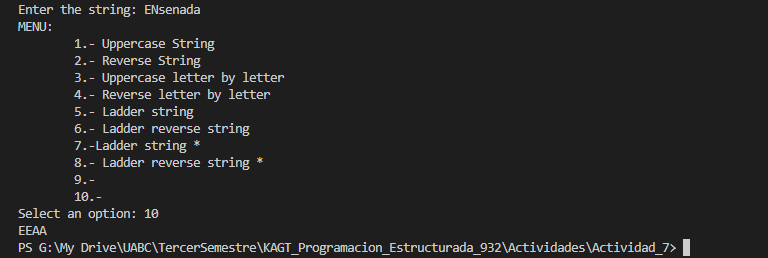 Enter the string: ENsenada
MENU:
1.- Uppercase String
2.- Reverse String
3.- Uppercase letter by letter
4.- Reverse letter by letter
5.- Ladder string
6.- Ladder reverse string
7.-Ladder string *
8.- Ladder reverse string *
9.-
10.-
Select an option: 10
EEAA
PS G:\My Drive\UABC\TercerSemestre\KAGT_Programacion_Estructurada_932\Actividades\Actividad_7>